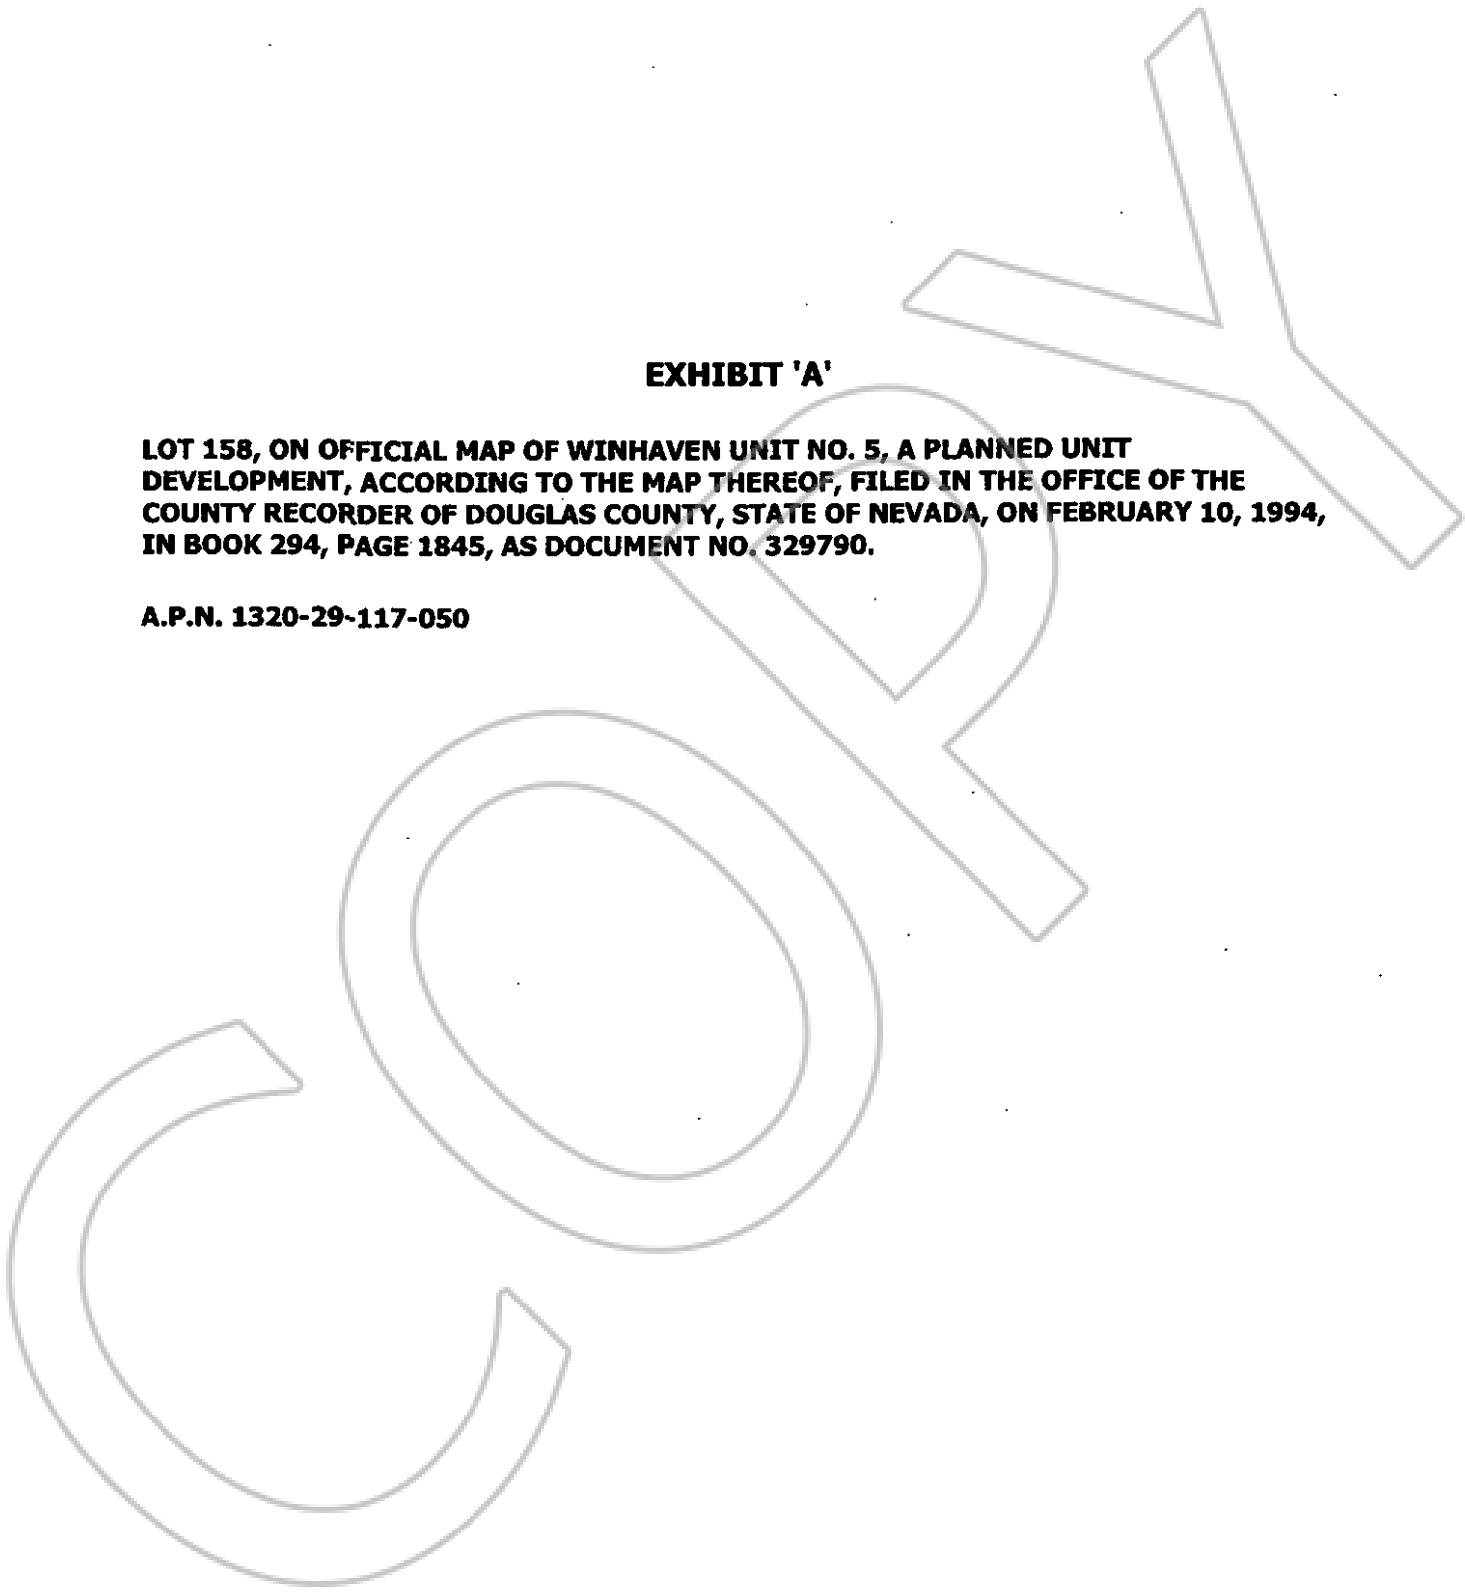 EXHIBIT 'A'
LOT 158, ON OFFICIAL MAP OF WINHAVEN UNIT NO. 5, A PLANNED UNIT
DEVELOPMENT, ACCORDING TO THE MAP THEREOF, FILED IN THE OFFICE OF THE
COUNTY RECORDER OF DOUGLAS COUNTY, STATE OF NEVADA, ON FEBRUARY 10, 1994,
IN BOOK 294, PAGE 1845, AS DOCUMENT NO. 329790.
A.P.N. 1320-29-117-050
COPY